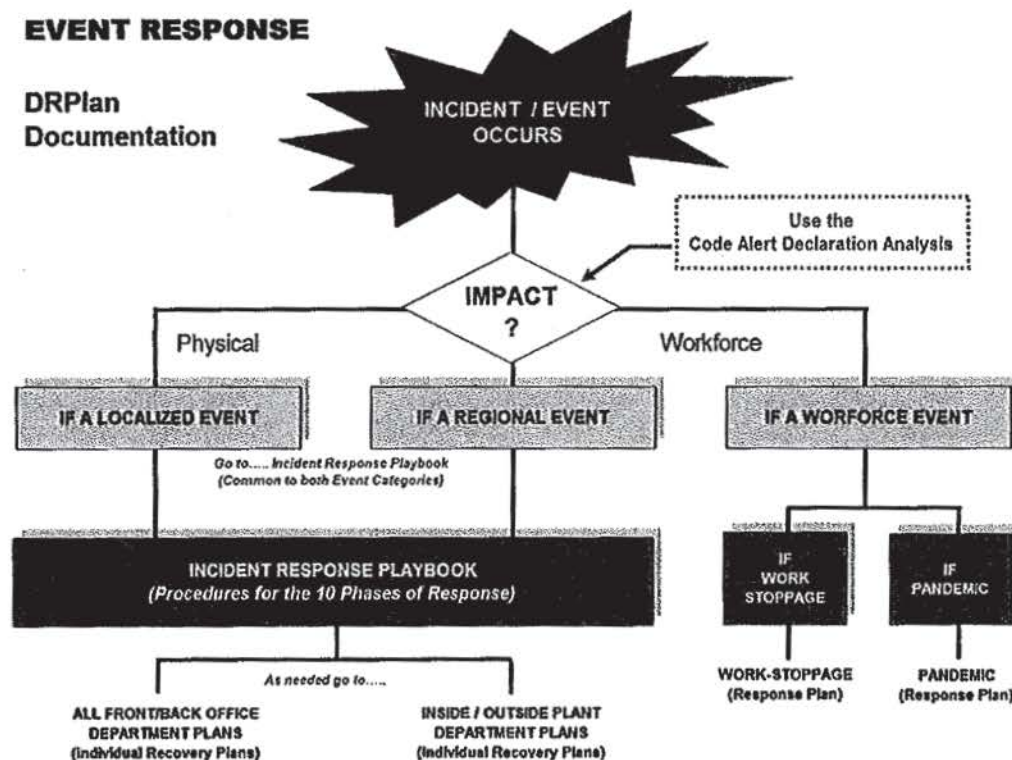 EVENT RESPONSE
DRPlan
Documentation
INCIDENT / EVENT
OCCURS
Use the
Code Alert Declaration Analysis
IMPACT
?
Physical
Workforce
IF A LOCALIZED EVENT
IF A REGIONAL EVENT
IF A WORFORCE EVENT
Go to..... Incident Response Playbook
(Common to both Event Categories)
INCIDENT RESPONSE PLAYBOOK
(Procedures for the 10 Phases of Response)
IF
WORK
STOPPAGE
IF
PANDEMIC
As needed go to.....
ALL FRONT/BACK OFFICE
DEPARTMENT PLANS
(Individual Recovery Plans)
INSIDE / OUTSIDE PLANT
DEPARTMENT PLANS
(Individual Recovery Plans)
WORK-STOPPAGE
(Response Plan)
PANDEMIC
(Response Plan)